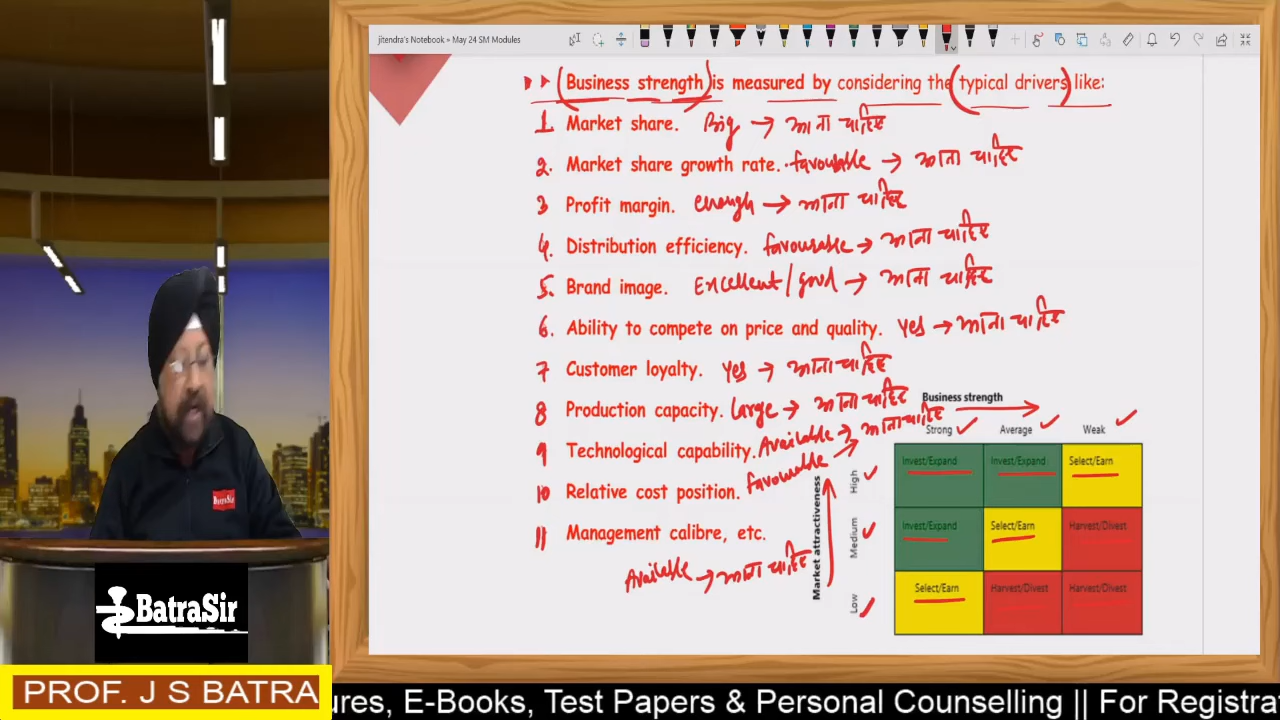 jitendra's Notebook » May 24 SM Modules
Business strength is measured by considering the typical drivers like:
1 Market share. Big → आना चाहिए
2. Market share growth rate. favourable → आना चाहिए
3 Profit margin. enough → आना चाहिए
4. Distribution efficiency. favourable → आना चाहिए
5. Brand image. Excellent/good → आना चाहिए
6. Ability to compete on price and quality. Yes → आना चाहिए
7 Customer loyalty. Yes → आना चाहिए
8 Production capacity. Large → आना चाहिए
9 Technological capability. Available → आना चाहिए
10 Relative cost position. favourable →
11 Management calibre, etc.
Available → आना चाहिए
Business strength
Strong Average Weak
Market attractiveness
High
Invest/Expand Invest/Expand Select/Earn
Medium
Invest/Expand Select/Earn Harvest/Divest
Low
Select/Earn Harvest/Divest Harvest/Divest
BatraSir
BatraSir
PROF. J S BATRA
ures, E-Books, Test Papers & Personal Counselling || For Registra